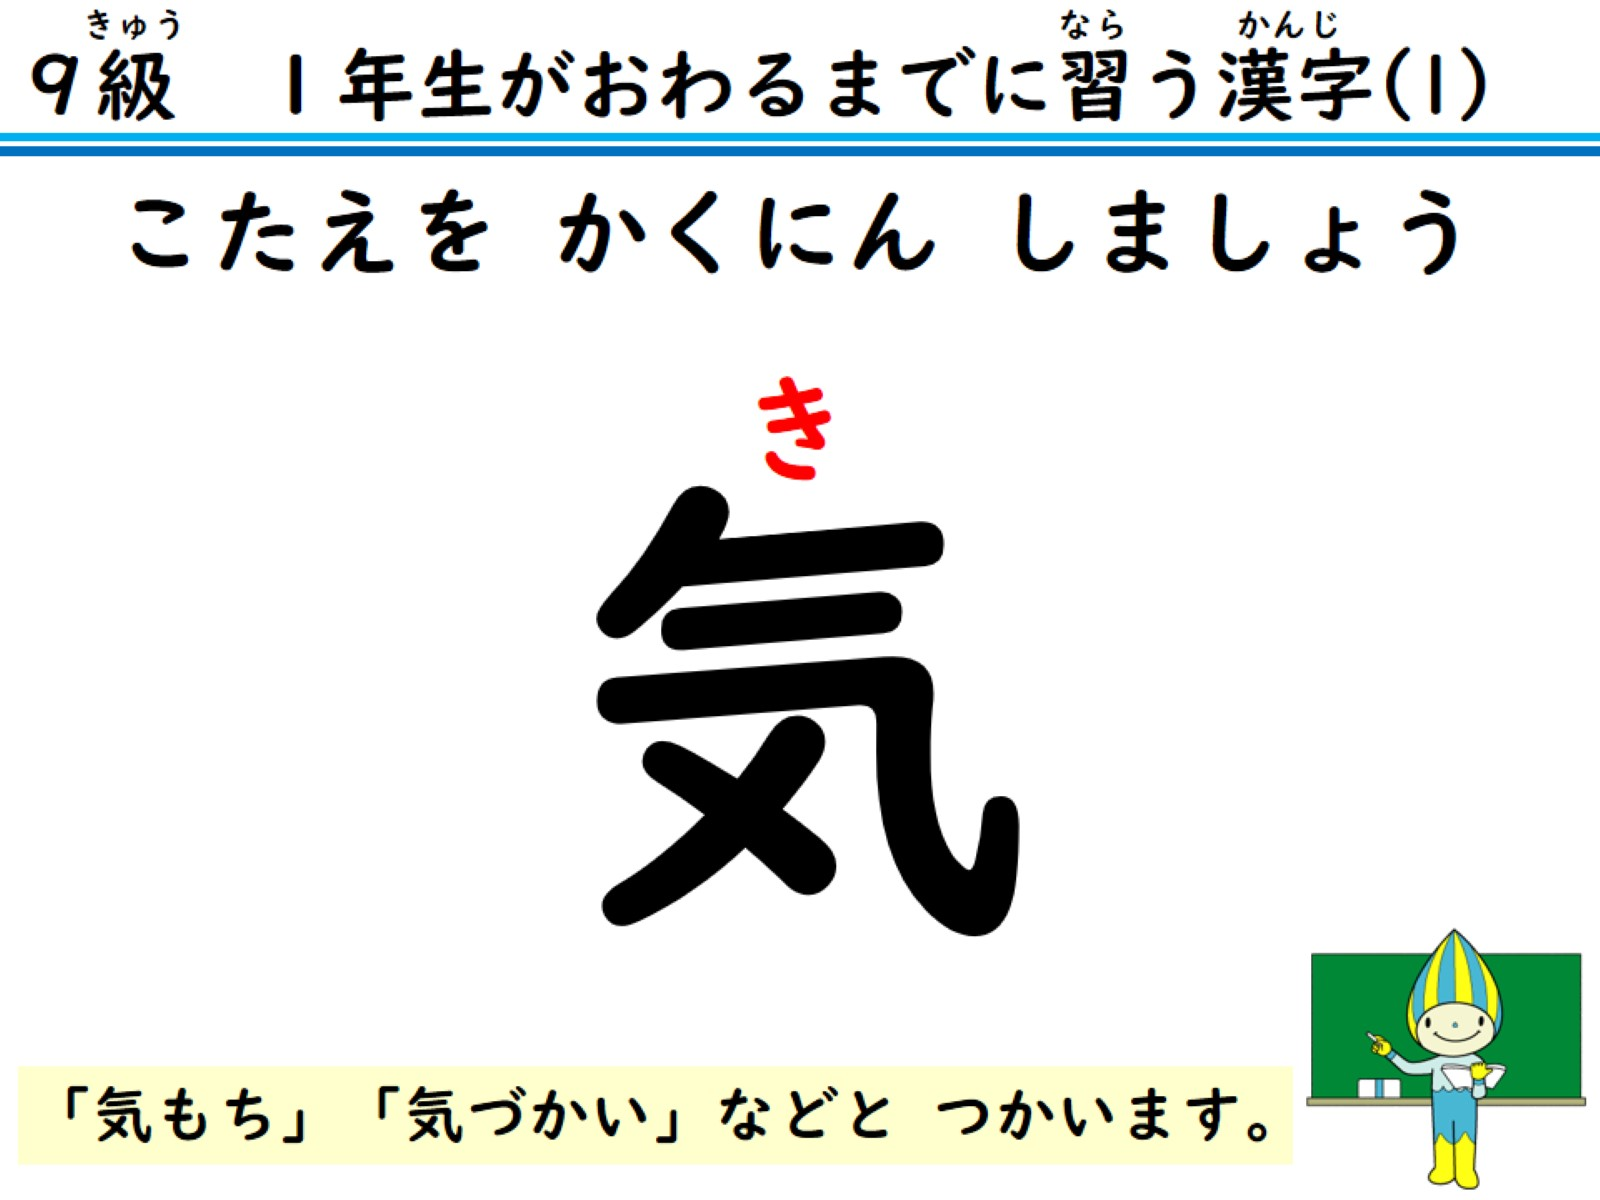 きゅう なら かんじ
９級　１年生がおわるまでに習う漢字(１)
こたえを かくにん しましょう
き
気
「気もち」「気づかい」などと つかいます。